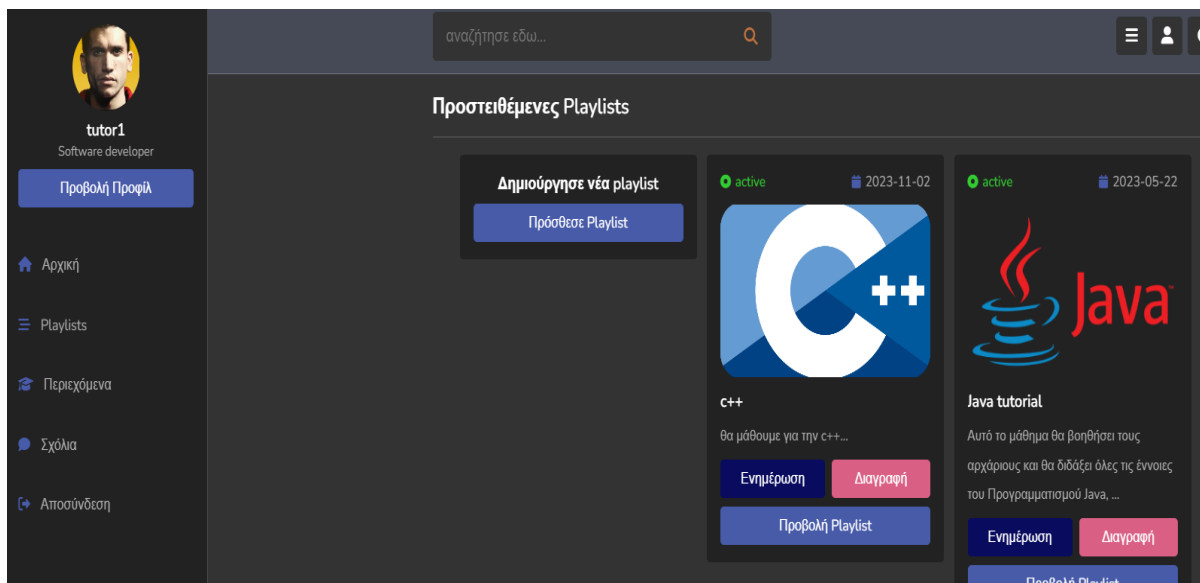 αναζήτησε εδω...
tutor1
Software developer
Προβολή Προφίλ
Αρχική
Playlists
Περιεχόμενα
Σχόλια
Αποσύνδεση
Προστειθέμενες Playlists
Δημιούργησε νέα playlist
Πρόσθεσε Playlist
active 2023-11-02
C++
c++
θα μάθουμε για την c++...
Ενημέρωση Διαγραφή
Προβολή Playlist
active 2023-05-22
Java
Java tutorial
Αυτό το μάθημα θα βοηθήσει τους
αρχάριους και θα διδάξει όλες τις έννοιες
του Προγραμματισμού Java, ...
Ενημέρωση Διαγραφή
Προβολή Playlist